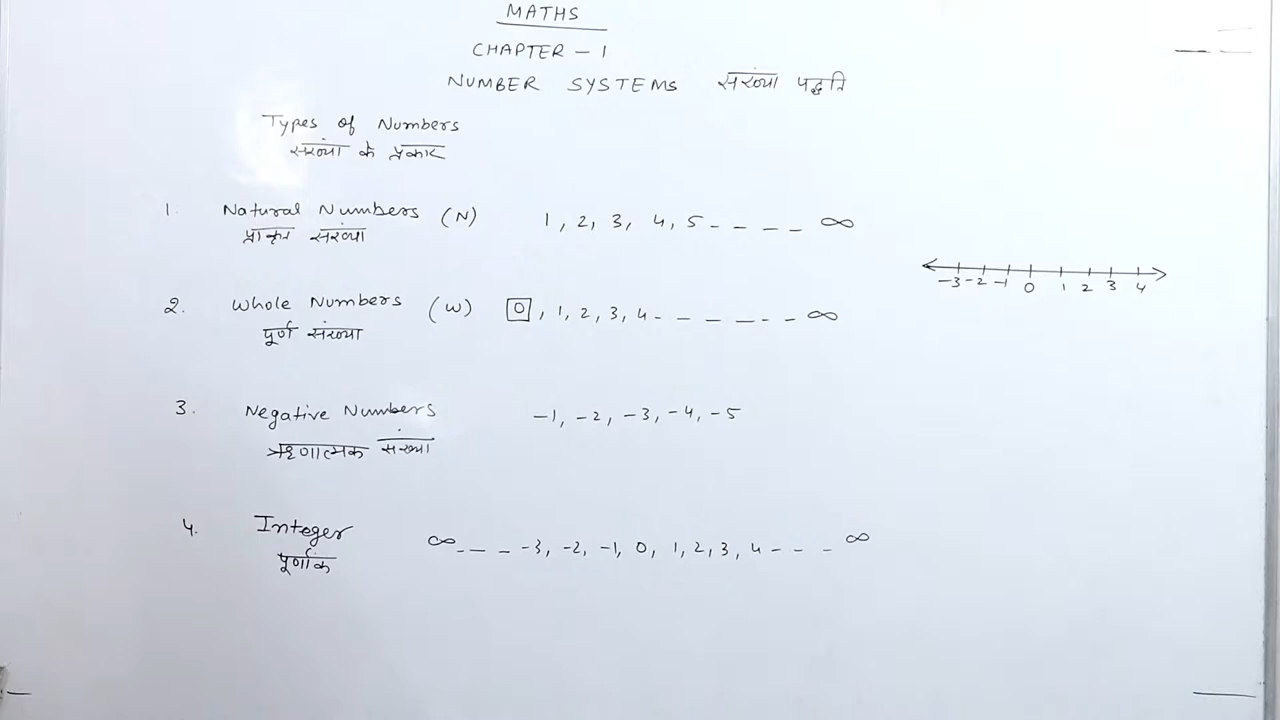 MATHS
CHAPTER - 1
NUMBER SYSTEMS संख्या पद्धति
Types of Numbers
संख्या के प्रकार
1. Natural Numbers (N) 1, 2, 3, 4, 5 - - - - ∞
प्राकृत संख्या
-3 -2 -1 0 1 2 3 4
2. Whole Numbers (W) 0, 1, 2, 3, 4 - - - - - - ∞
पूर्ण संख्या
3. Negative Numbers -1, -2, -3, -4, -5
ऋणात्मक संख्या
4. Integer ∞ - - - -3, -2, -1, 0, 1, 2, 3, 4 - - - ∞
पूर्णांक